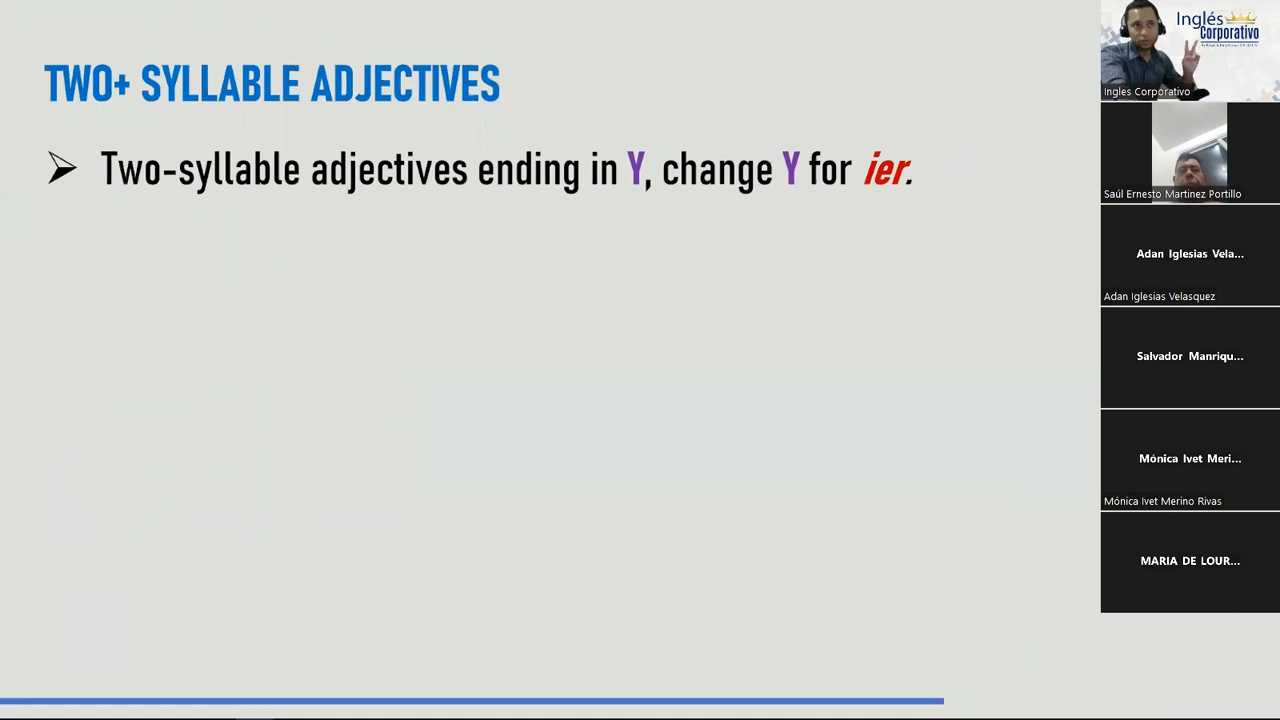 TWO+ SYLLABLE ADJECTIVES
Two-syllable adjectives ending in Y, change Y for ier.
Inglés
Corporativo
Ingles Corporativo
Saúl Ernesto Martinez Portillo
Adan Iglesias Vela...
Adan Iglesias Velasquez
Salvador Manriqu...
Mónica Ivet Meri...
Mónica Ivet Merino Rivas
MARIA DE LOUR...